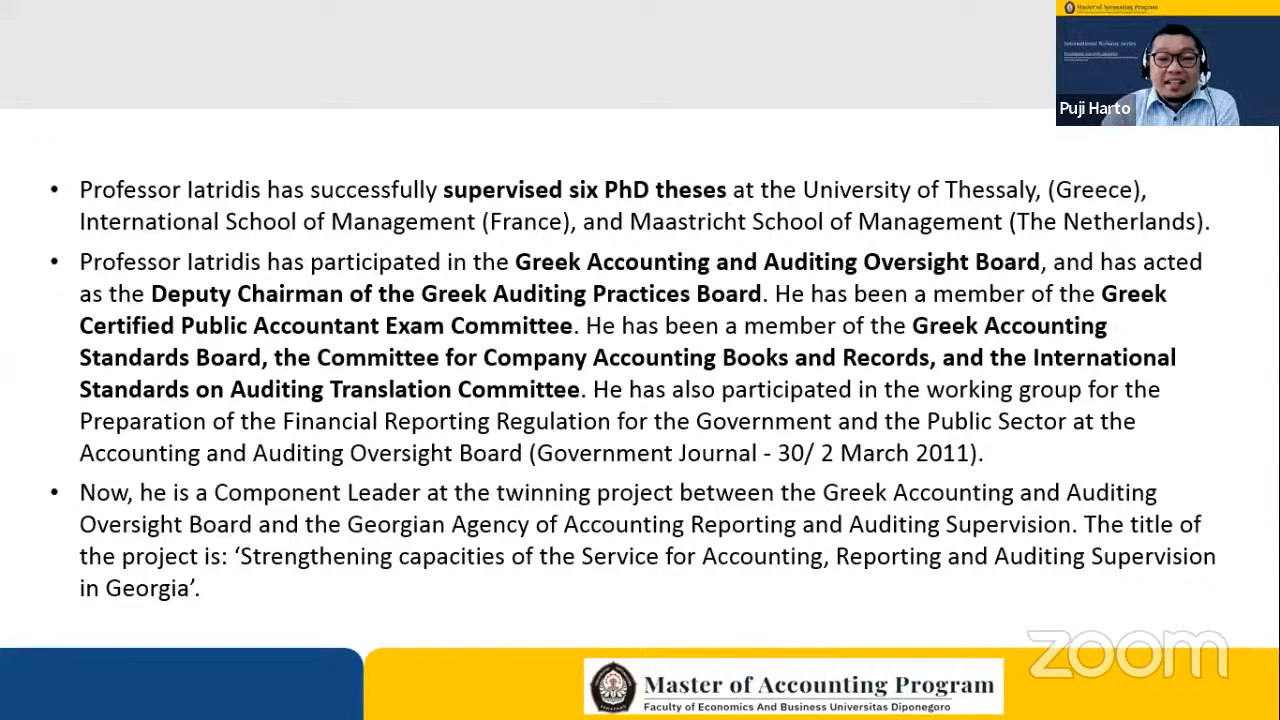 Master of Accounting Program
International Webinar Series
Puji Harto
• Professor Iatridis has successfully supervised six PhD theses at the University of Thessaly, (Greece),
International School of Management (France), and Maastricht School of Management (The Netherlands).
• Professor Iatridis has participated in the Greek Accounting and Auditing Oversight Board, and has acted
as the Deputy Chairman of the Greek Auditing Practices Board. He has been a member of the Greek
Certified Public Accountant Exam Committee. He has been a member of the Greek Accounting
Standards Board, the Committee for Company Accounting Books and Records, and the International
Standards on Auditing Translation Committee. He has also participated in the working group for the
Preparation of the Financial Reporting Regulation for the Government and the Public Sector at the
Accounting and Auditing Oversight Board (Government Journal - 30/ 2 March 2011).
• Now, he is a Component Leader at the twinning project between the Greek Accounting and Auditing
Oversight Board and the Georgian Agency of Accounting Reporting and Auditing Supervision. The title of
the project is: ‘Strengthening capacities of the Service for Accounting, Reporting and Auditing Supervision
in Georgia’.
zoom
Master of Accounting Program
Faculty of Economics And Business Universitas Diponegoro